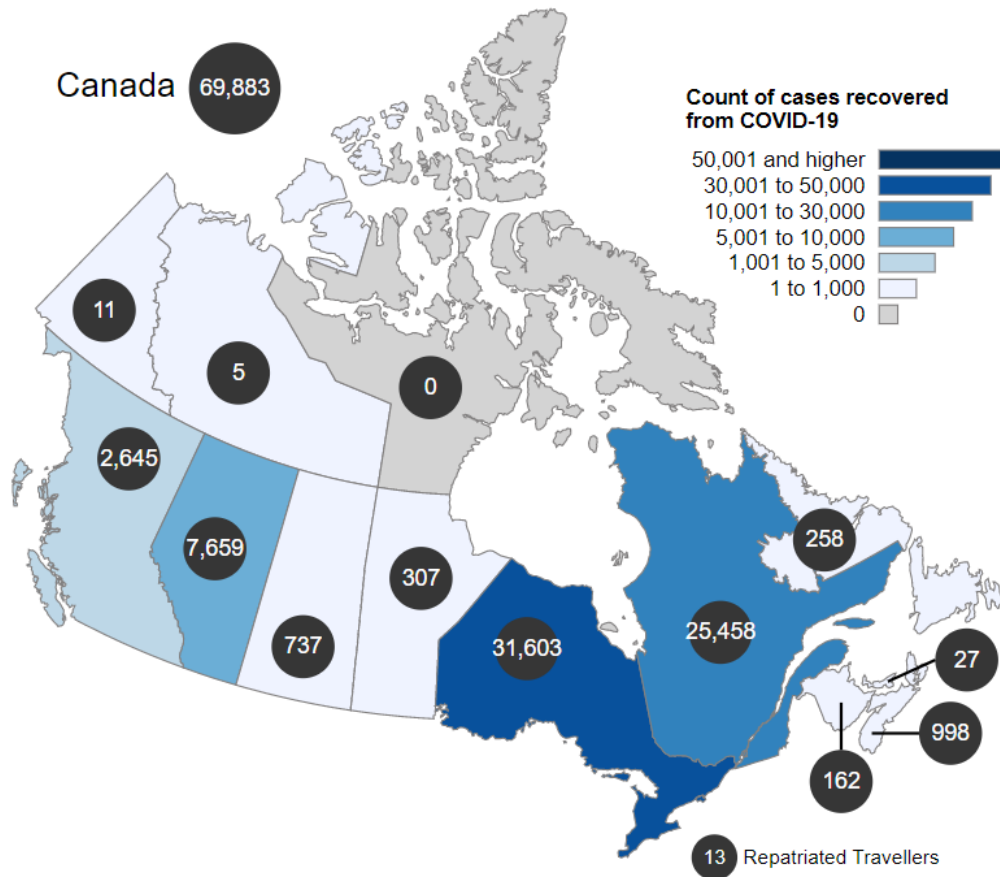 Canada 69,883
Count of cases recovered
from COVID-19
50,001 and higher
30,001 to 50,000
10,001 to 30,000
5,001 to 10,000
1,001 to 5,000
1 to 1,000
0
11
5
0
2,645
7,659
737
307
31,603
25,458
258
27
998
162
13 Repatriated Travellers